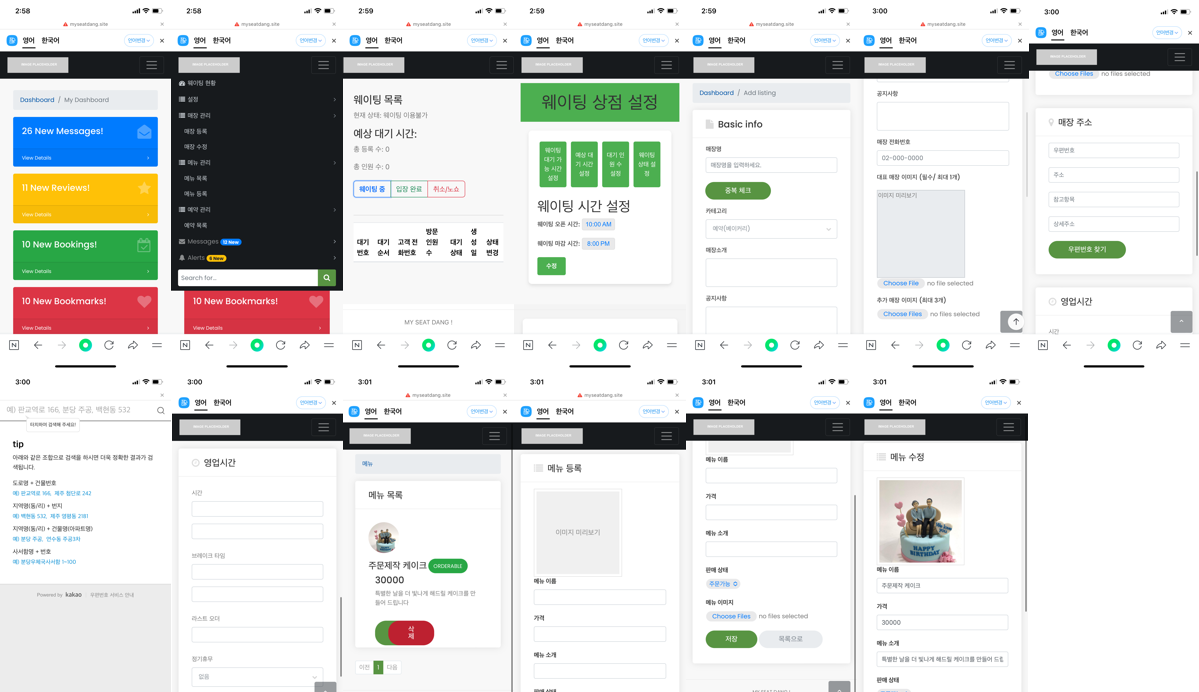 2:58
myseatdang.site
영어 한국어
언어변경
IMAGE PLACEHOLDER
Dashboard / My Dashboard
26 New Messages!
View Details
11 New Reviews!
View Details
10 New Bookings!
View Details
10 New Bookmarks!
View Details
2:58
myseatdang.site
영어 한국어
언어변경
IMAGE PLACEHOLDER
웨이팅 현황
설정
매장 관리
매장 등록
매장 수정
메뉴 관리
메뉴 목록
메뉴 등록
예약 관리
예약 목록
Messages 12 New
Alerts 6 New
Search for...
10 New Bookmarks!
View Details
2:59
myseatdang.site
영어 한국어
언어변경
IMAGE PLACEHOLDER
웨이팅 목록
현재 상태: 웨이팅 이용불가
예상 대기 시간:
총 등록 수: 0
총 인원 수: 0
웨이팅 중 입장 완료 취소/노쇼
대기 번호
대기 순서
고객 전화번호
방문 인원 수
대기 상태
생성일
상태 변경
MY SEAT DANG !
2:59
myseatdang.site
영어 한국어
언어변경
IMAGE PLACEHOLDER
웨이팅 상점 설정
웨이팅 대기 가능 시간 설정
예상 대기 시간 설정
대기 인원 수 설정
웨이팅 상태 설정
웨이팅 시간 설정
웨이팅 오픈 시간: 10:00 AM
웨이팅 마감 시간: 8:00 PM
수정
2:59
myseatdang.site
영어 한국어
언어변경
IMAGE PLACEHOLDER
Dashboard / Add listing
Basic info
매장명
매장명을 입력하세요.
중복 체크
카테고리
예약(베이커리)
매장소개
공지사항
3:00
myseatdang.site
영어 한국어
언어변경
IMAGE PLACEHOLDER
공지사항
매장 전화번호
02-000-0000
대표 매장 이미지 (필수/ 최대 1개)
이미지 미리보기
Choose File no file selected
추가 매장 이미지 (최대 3개)
Choose Files no files selected
3:00
영어 한국어
언어변경
IMAGE PLACEHOLDER
Choose Files no files selected
매장 주소
우편번호
주소
참고항목
상세주소
우편번호 찾기
영업시간
시간
3:00
예) 판교역로 166, 분당 주공, 백현동 532
터치하여 검색해 주세요!
tip
아래와 같은 조합으로 검색을 하시면 더욱 정확한 결과가 검색됩니다.
도로명 + 건물번호
예) 판교역로 166, 제주 첨단로 242
지역명(동/리) + 번지
예) 백현동 532, 제주 영평동 2181
지역명(동/리) + 건물명(아파트명)
예) 분당 주공, 연수동 주공3차
사서함명 + 번호
예) 분당우체국사서함 1~100
Powered by kakao 우편번호 서비스 안내
3:00
영어 한국어
언어변경
IMAGE PLACEHOLDER
영업시간
시간
브레이크 타임
라스트 오더
정기휴무
없음
3:01
myseatdang.site
영어 한국어
언어변경
IMAGE PLACEHOLDER
메뉴
메뉴 목록
주문제작 케이크 ORDERABLE
30000
특별한 날을 더 빛나게 해드릴 케이크를 만들어 드립니다
삭제
이전 1 다음
3:01
myseatdang.site
영어 한국어
언어변경
IMAGE PLACEHOLDER
메뉴 등록
이미지 미리보기
메뉴 이름
가격
메뉴 소개
판매 상태
3:01
myseatdang.site
영어 한국어
언어변경
IMAGE PLACEHOLDER
메뉴 이름
가격
메뉴 소개
판매 상태
주문가능
메뉴 이미지
Choose Files no files selected
저장 목록으로
MY SEAT DANG !
3:01
영어 한국어
언어변경
IMAGE PLACEHOLDER
메뉴 수정
HAPPY BIRTHDAY
메뉴 이름
주문제작 케이크
가격
30000
메뉴 소개
특별한 날을 더 빛나게 해드릴 케이크를 만들어 드립
판매 상태